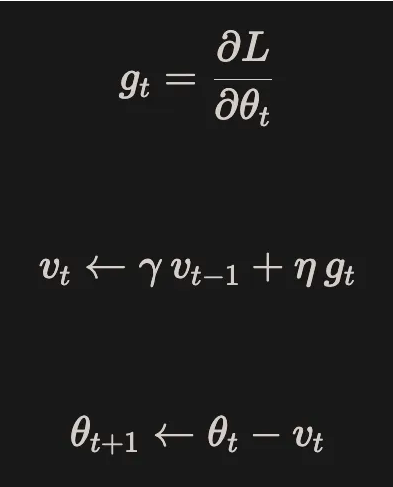 g_t = ∂L / ∂θ_t
v_t ← γ v_{t−1} + η g_t
θ_{t+1} ← θ_t − v_t